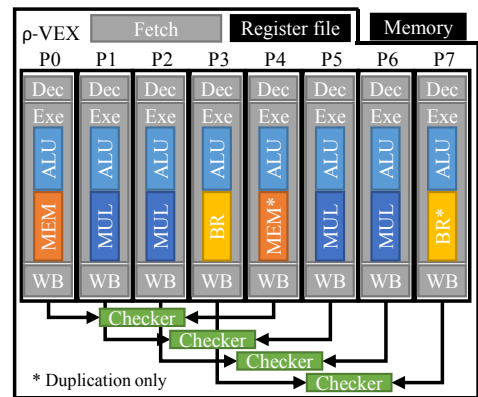 ρ-VEX Fetch Register file Memory
P0 P1 P2 P3 P4 P5 P6 P7
Dec Dec Dec Dec Dec Dec Dec Dec
Exe Exe Exe Exe Exe Exe Exe Exe
ALU ALU ALU ALU ALU ALU ALU ALU
MEM MUL MUL BR MEM* MUL MUL BR*
WB WB WB WB WB WB WB WB
Checker
Checker
Checker
* Duplication only Checker